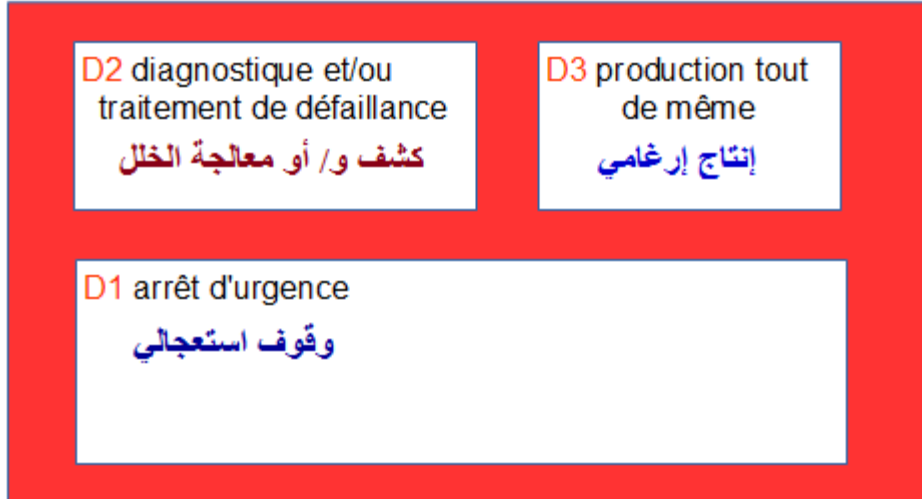 D2 diagnostique et/ou
traitement de défaillance
كشف و/ أو معالجة الخلل
D3 production tout
de même
إنتاج إرغامي
D1 arrêt d'urgence
وقوف استعجالي